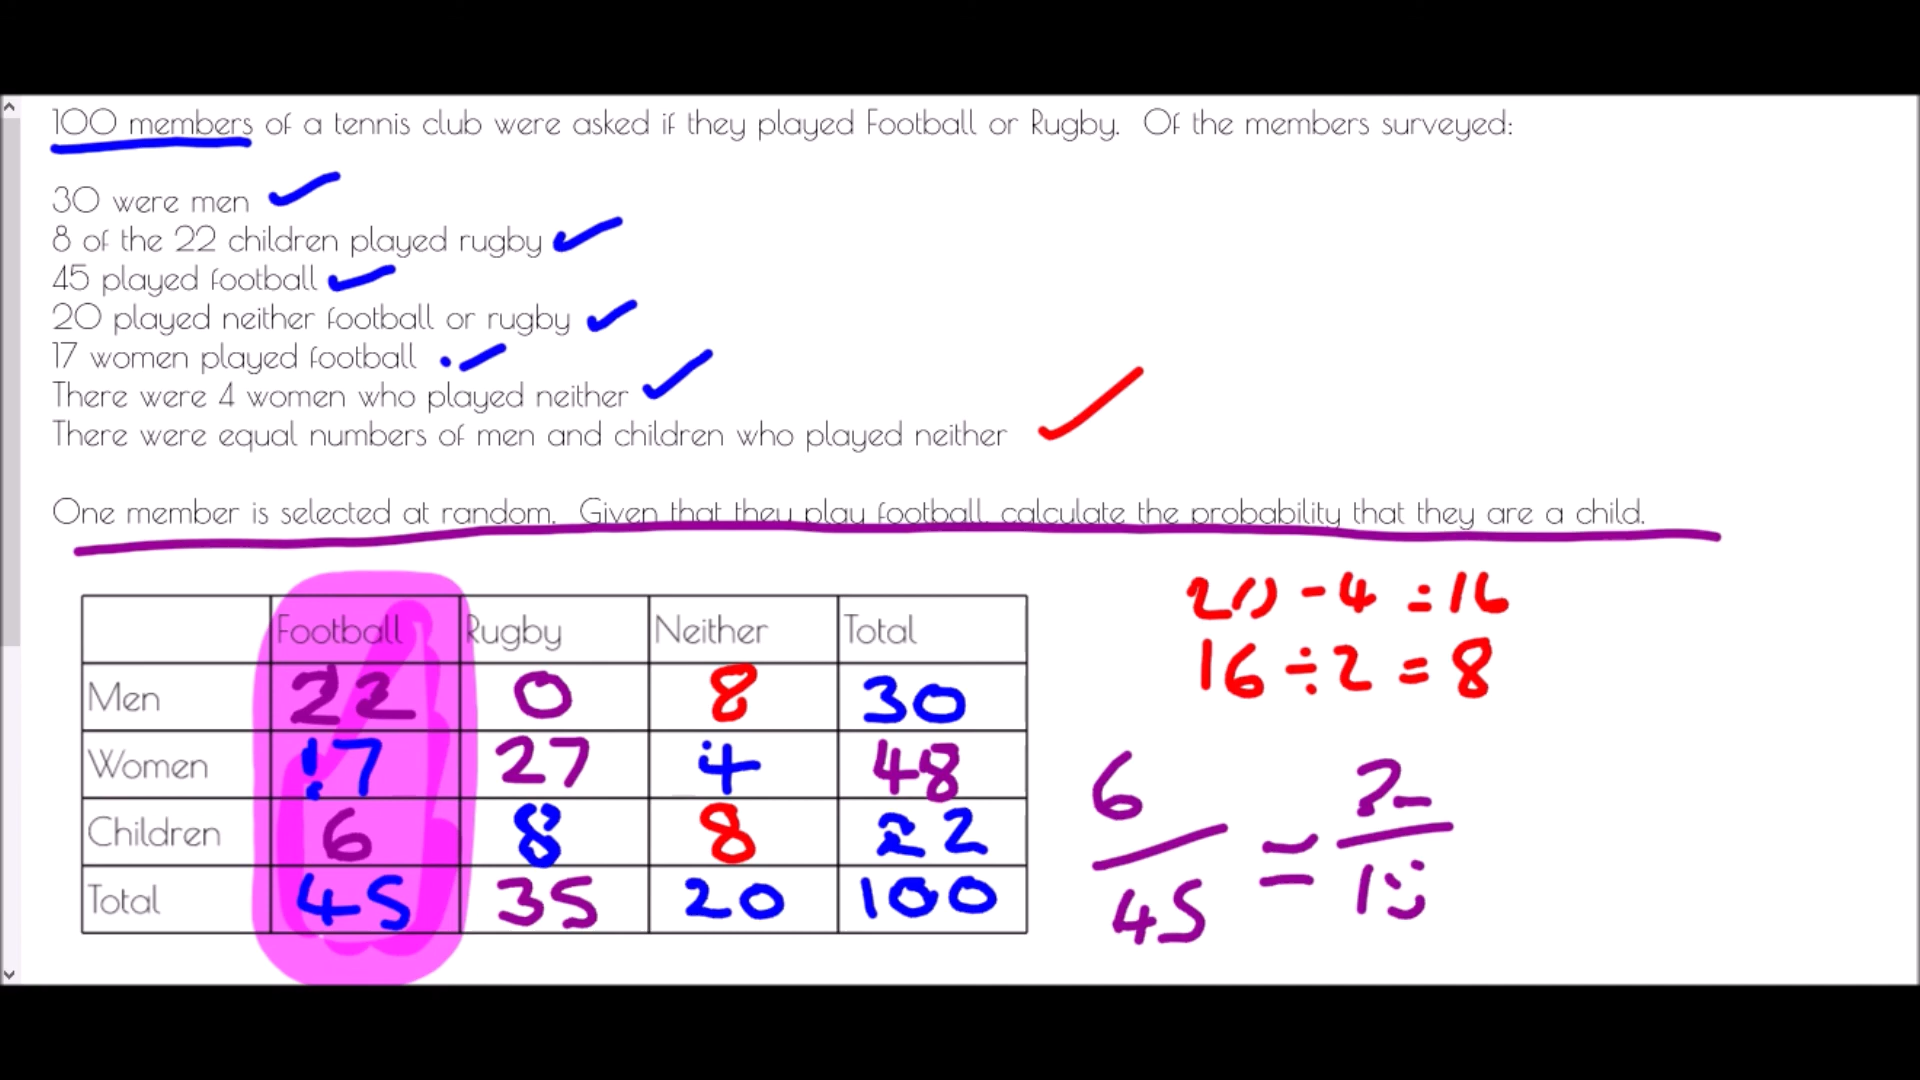 100 members of a tennis club were asked if they played Football or Rugby. Of the members surveyed:
30 were men
8 of the 22 children played rugby
45 played football
20 played neither football or rugby
17 women played football
There were 4 women who played neither
There were equal numbers of men and children who played neither
One member is selected at random. Given that they play football, calculate the probability that they are a child.
Football Rugby Neither Total
Men 22 0 8 30
Women 17 27 4 48
Children 6 8 8 22
Total 45 35 20 100
20 - 4 = 16
16 ÷ 2 = 8
6/45 = 2/15